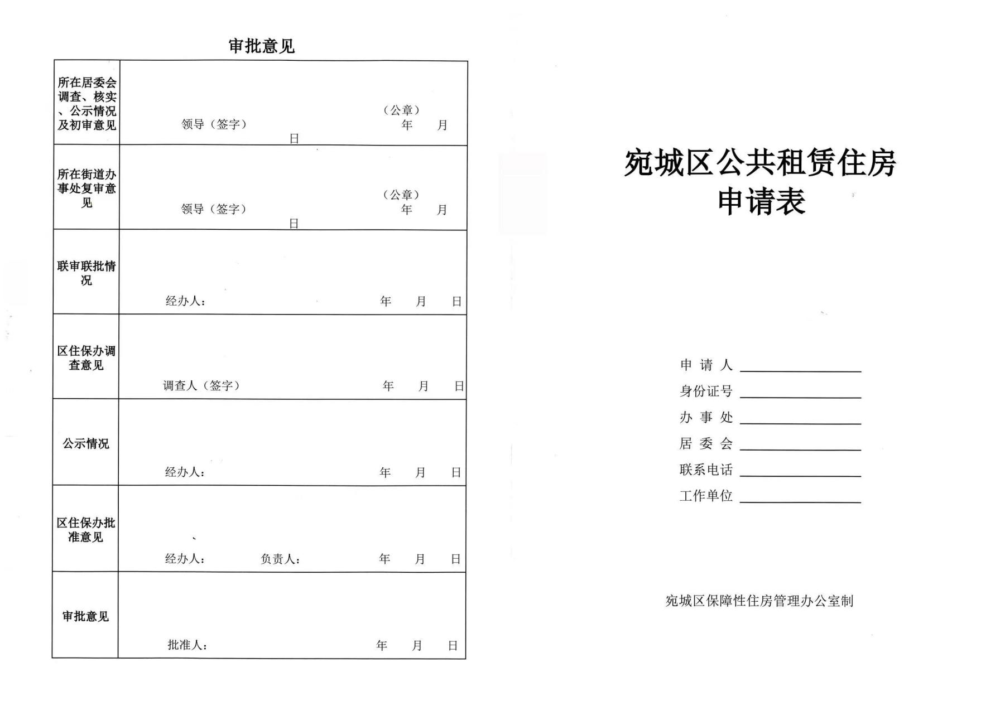 审批意见
所在居委会
调查、核实
、公示情况
及初审意见
（公章）
领导（签字） 年 月
日
所在街道办
事处复审意
见
（公章）
领导（签字） 年 月
日
联审联批情
况
经办人： 年 月 日
区住保办调
查意见
调查人（签字） 年 月 日
公示情况
经办人： 年 月 日
区住保办批
准意见
经办人： 负责人： 年 月 日
审批意见
批准人： 年 月 日
宛城区公共租赁住房
申请表
申 请 人
身份证号
办 事 处
居 委 会
联系电话
工作单位
宛城区保障性住房管理办公室制